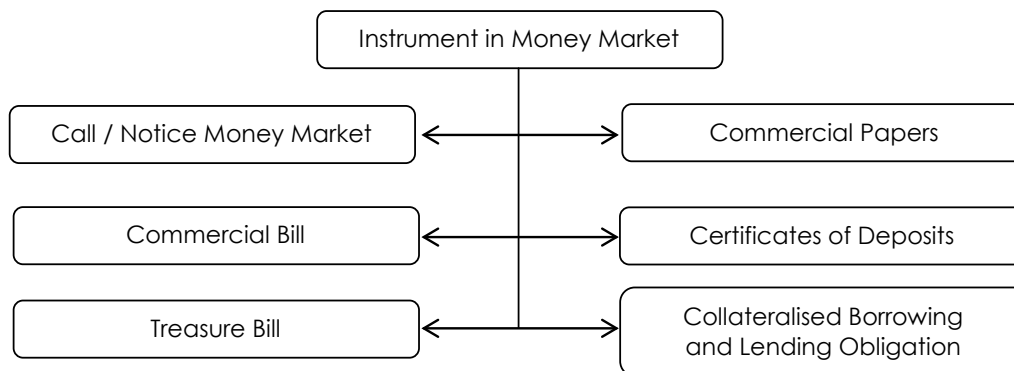 Instrument in Money Market
Call / Notice Money Market
Commercial Papers
Commercial Bill
Certificates of Deposits
Treasure Bill
Collateralised Borrowing
and Lending Obligation